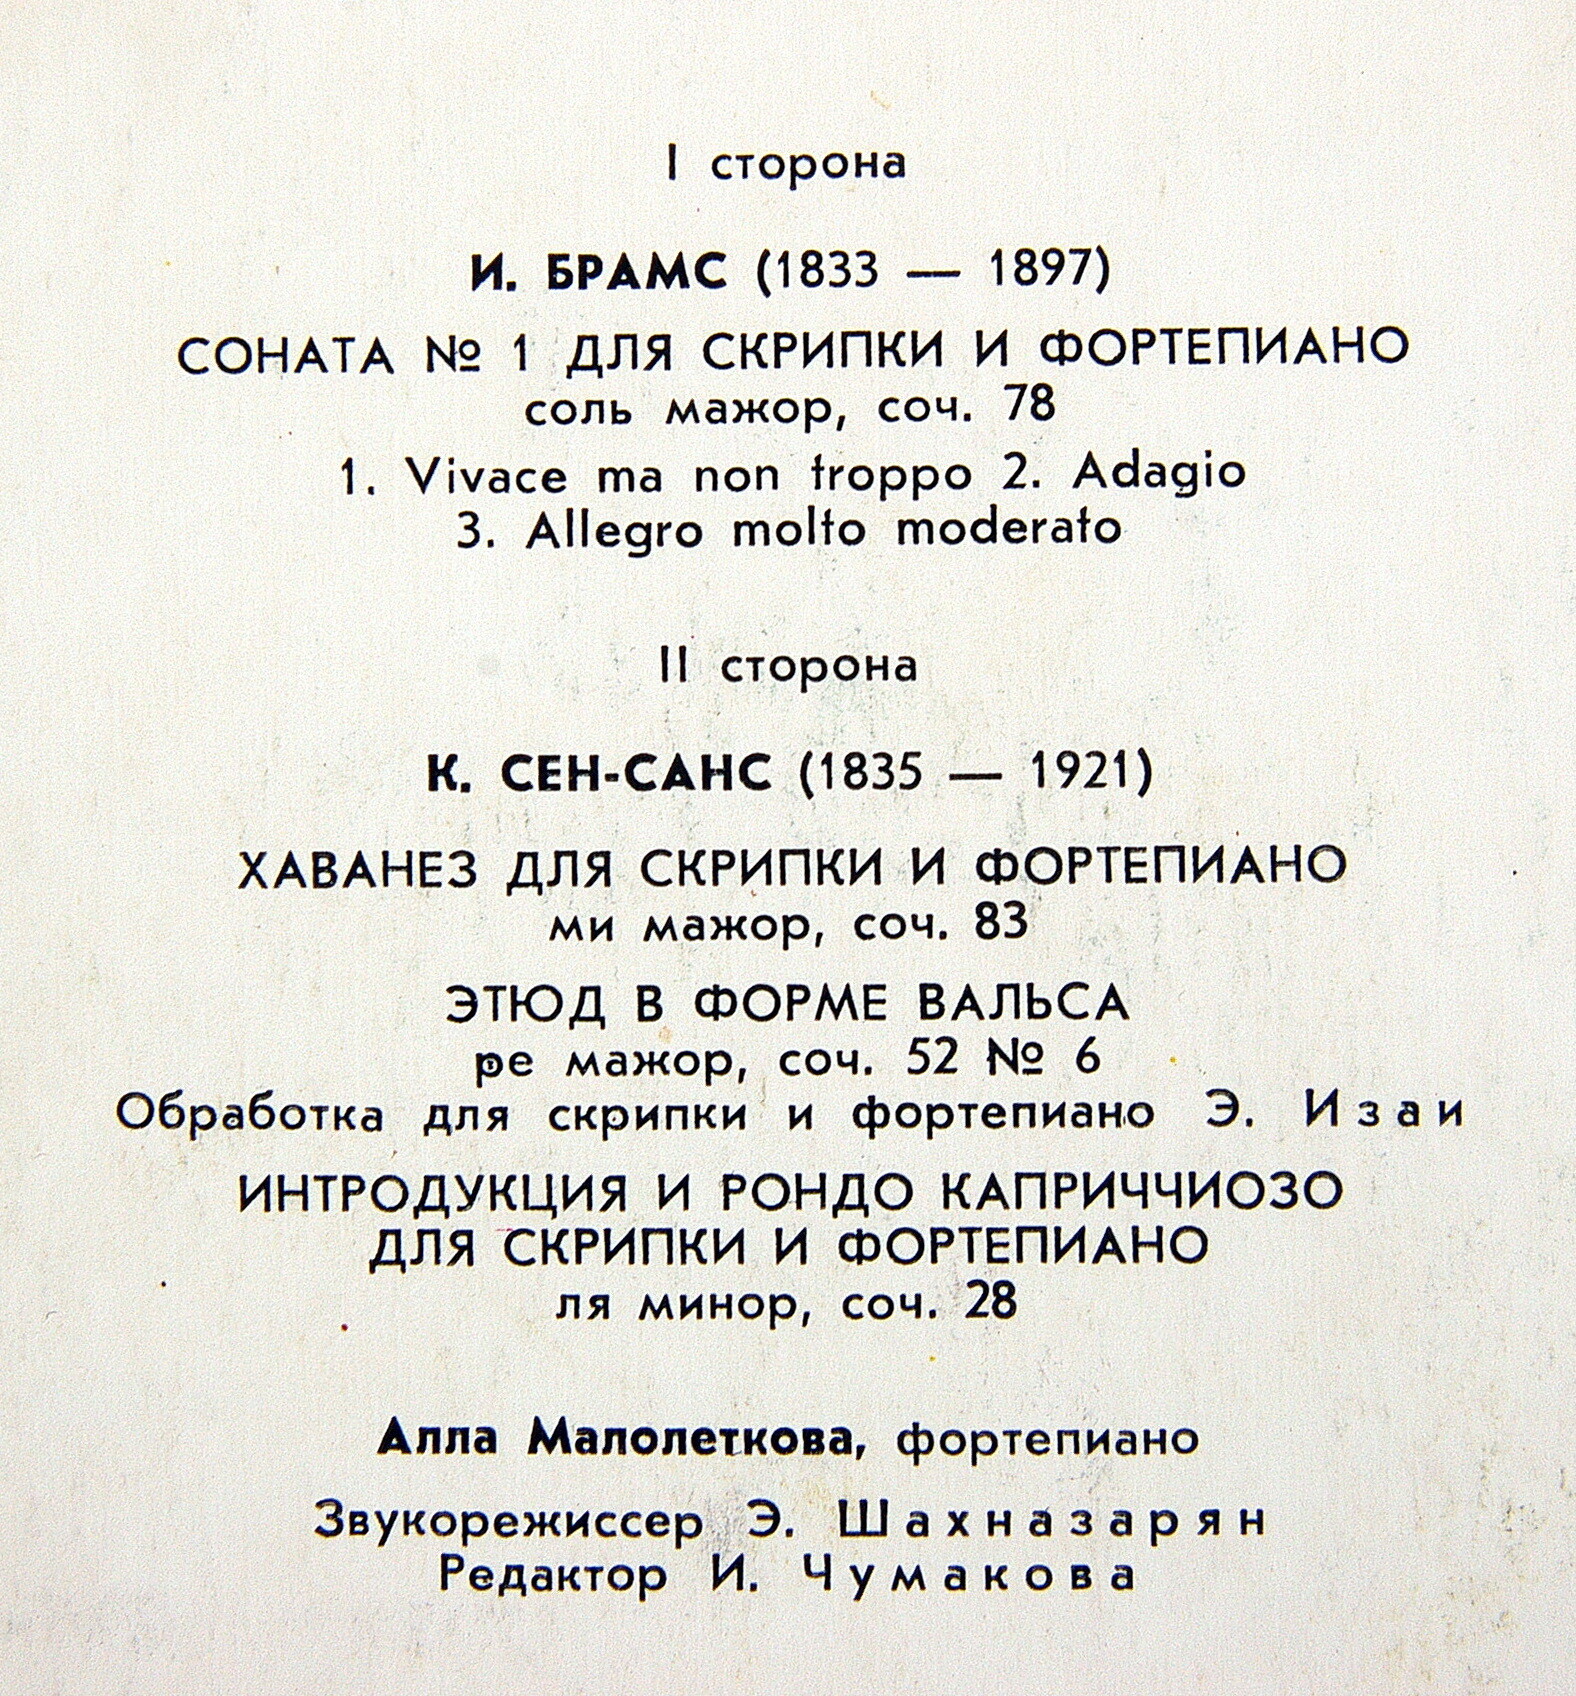 I сторона
И. БРАМС (1833 — 1897)
СОНАТА № 1 ДЛЯ СКРИПКИ И ФОРТЕПИАНО
соль мажор, соч. 78
1. Vivace ma non troppo 2. Adagio
3. Allegro molto moderato
II сторона
К. СЕН-САНС (1835 — 1921)
ХАВАНЕЗ ДЛЯ СКРИПКИ И ФОРТЕПИАНО
ми мажор, соч. 83
ЭТЮД В ФОРМЕ ВАЛЬСА
ре мажор, соч. 52 № 6
Обработка для скрипки и фортепиано Э. Изаи
ИНТРОДУКЦИЯ И РОНДО КАПРИЧЧИОЗО
ДЛЯ СКРИПКИ И ФОРТЕПИАНО
ля минор, соч. 28
Алла Малолеткова, фортепиано
Звукорежиссер Э. Шахназарян
Редактор И. Чумакова